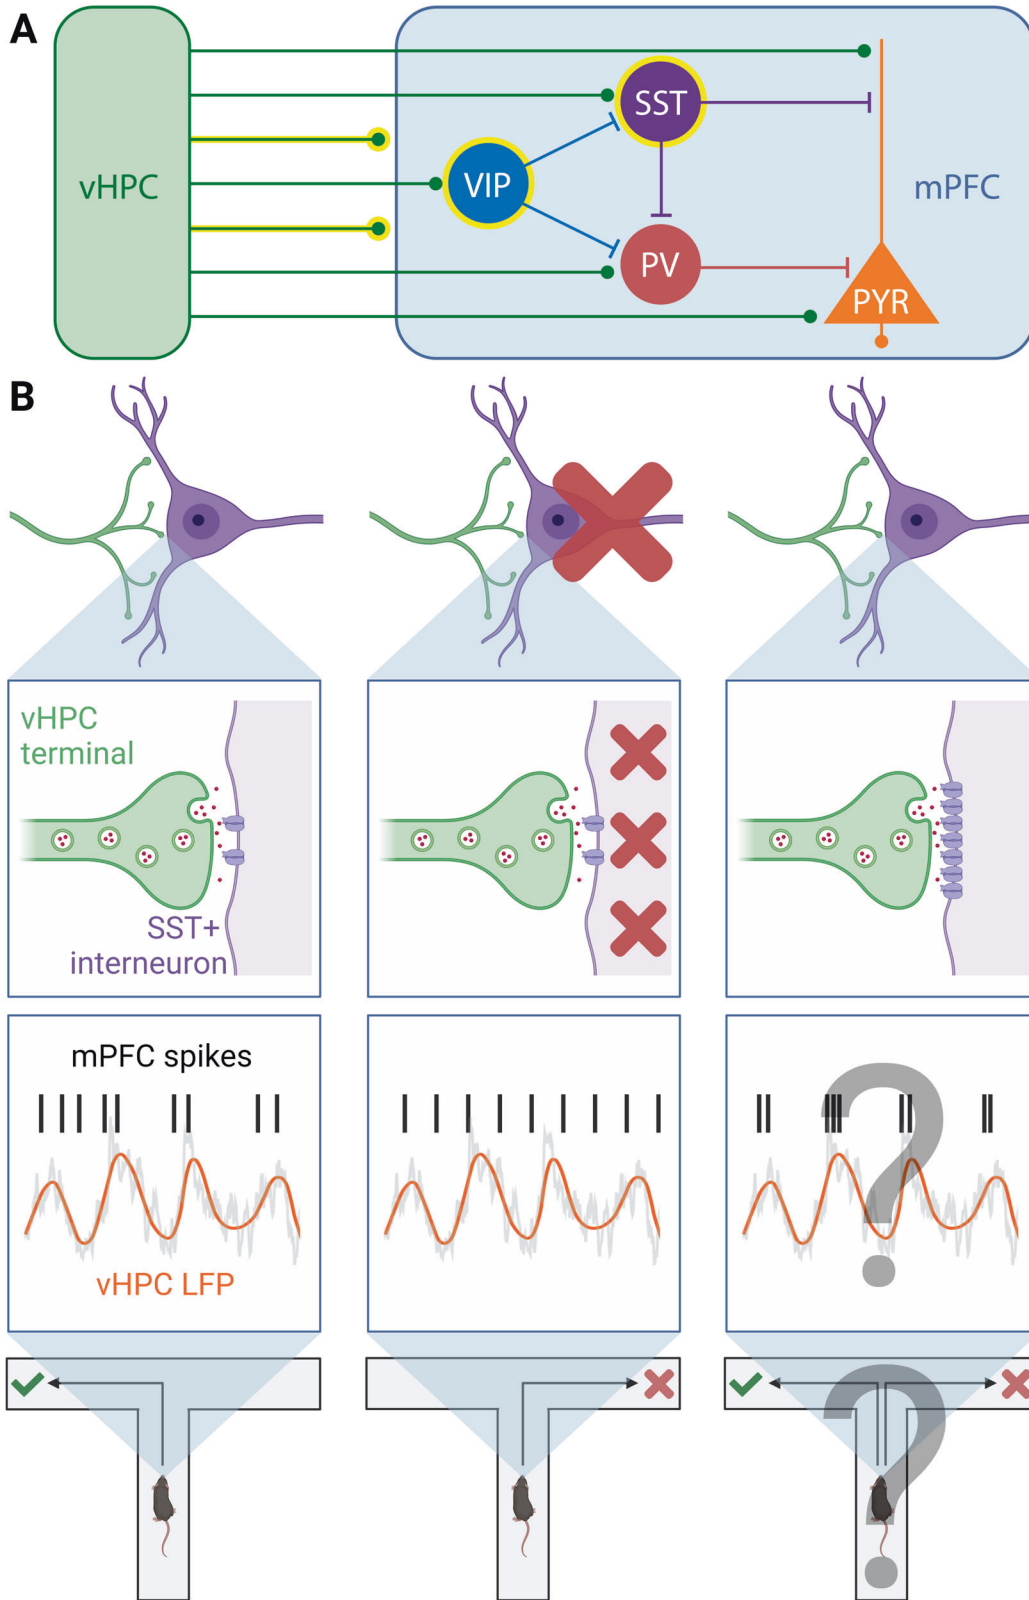 A
vHPC
SST
VIP
mPFC
PV
PYR
B
vHPC
terminal
SST+
interneuron
mPFC spikes
?
vHPC LFP
?